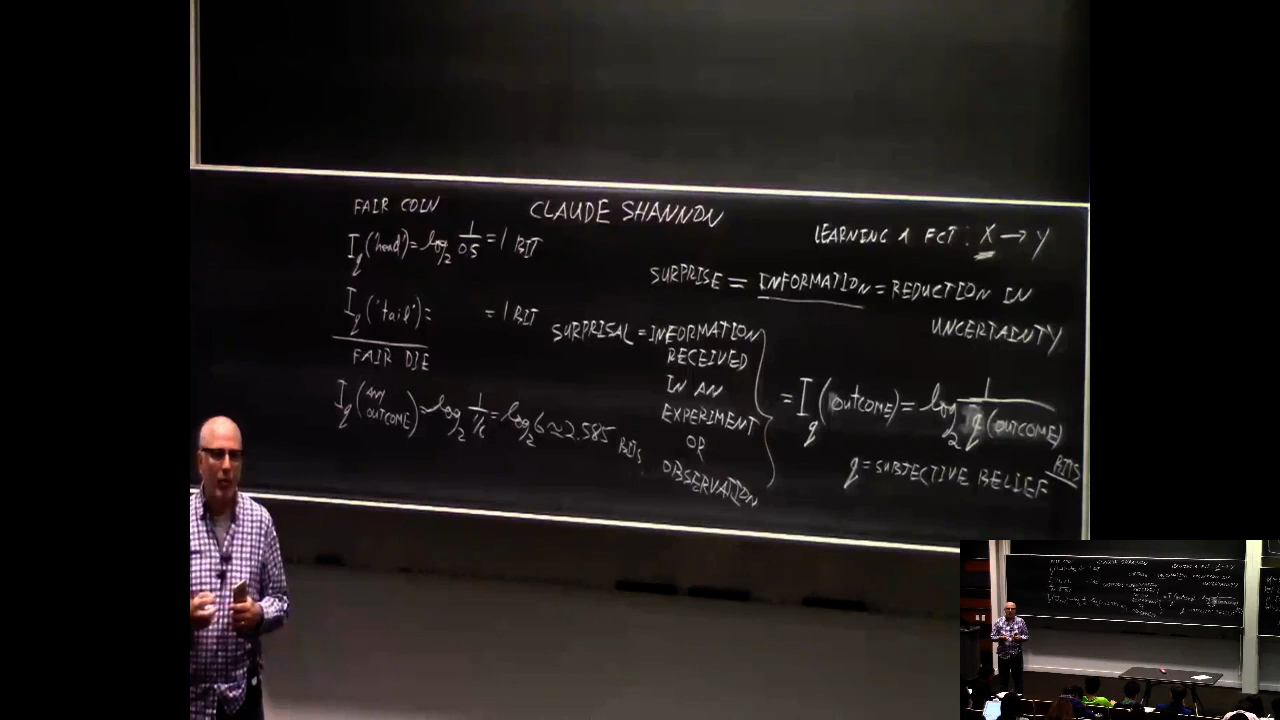 FAIR COIN
I_q('head') = log_2 1/0.5 = 1 BIT
I_q('tail') = = 1 BIT
FAIR DIE
I_q(ANY OUTCOME) = log_2 1/1/6 = log_2 6 ≈ 2.585 BITS
CLAUDE SHANNON
LEARNING A FCT: X → Y
SURPRISE = INFORMATION = REDUCTION IN
UNCERTAINTY
SURPRISAL = INFORMATION
RECEIVED
IN AN
EXPERIMENT
OR
OBSERVATION
= I_q(OUTCOME) = log_2 1/q(OUTCOME)
BITS
q = SUBJECTIVE BELIEF